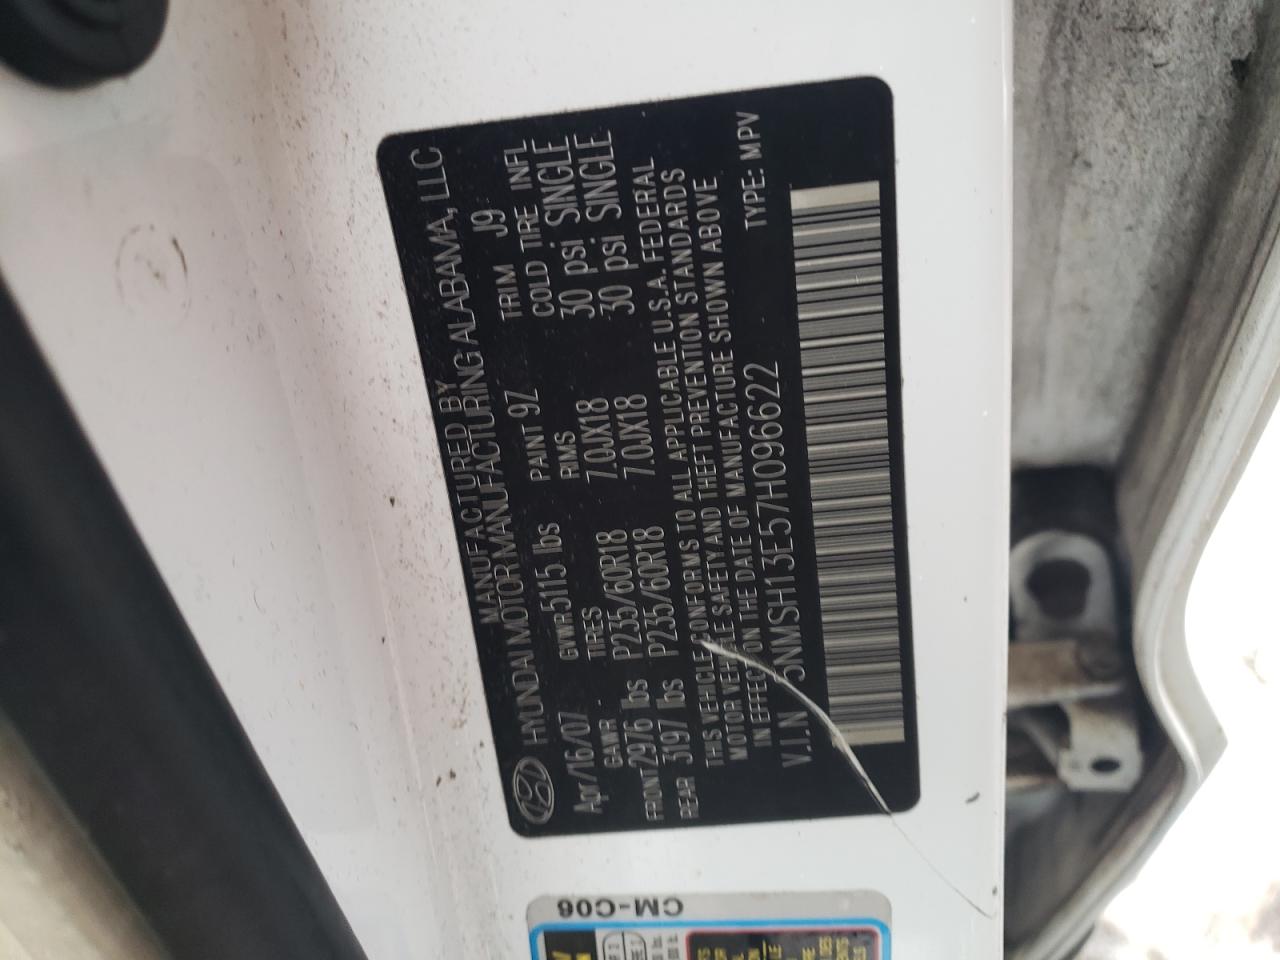 MANUFACTURED BY
HYUNDAI MOTOR MANUFACTURING ALABAMA, LLC
Apr/16/07 GVWR 5115 lbs PAINT 9Z TRIM J9
GAWR TIRES RIMS COLD TIRE INFL
FRONT 2976 lbs P235/60R18 7.0JX18 30 psi SINGLE
REAR 3197 lbs P235/60R18 7.0JX18 30 psi SINGLE
THIS VEHICLE CONFORMS TO ALL APPLICABLE U.S.A. FEDERAL
MOTOR VEHICLE SAFETY AND THEFT PREVENTION STANDARDS
IN EFFECT ON THE DATE OF MANUFACTURE SHOWN ABOVE
V.I.N 5NMSH13E57H096622 TYPE: MPV
CM-C06